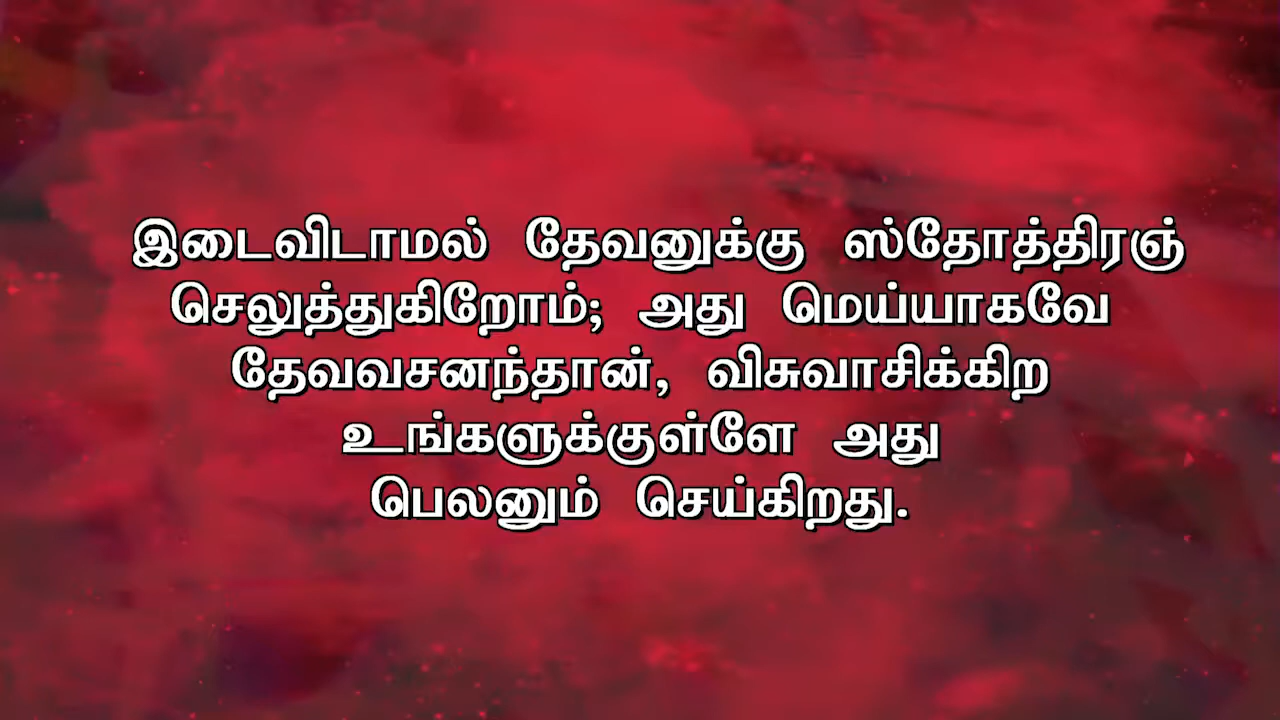 இடைவிடாமல் தேவனுக்கு ஸ்தோத்திரஞ்
செலுத்துகிறோம்; அது மெய்யாகவே
தேவவசனந்தான், விசுவாசிக்கிற
உங்களுக்குள்ளே அது
பெலனும் செய்கிறது.